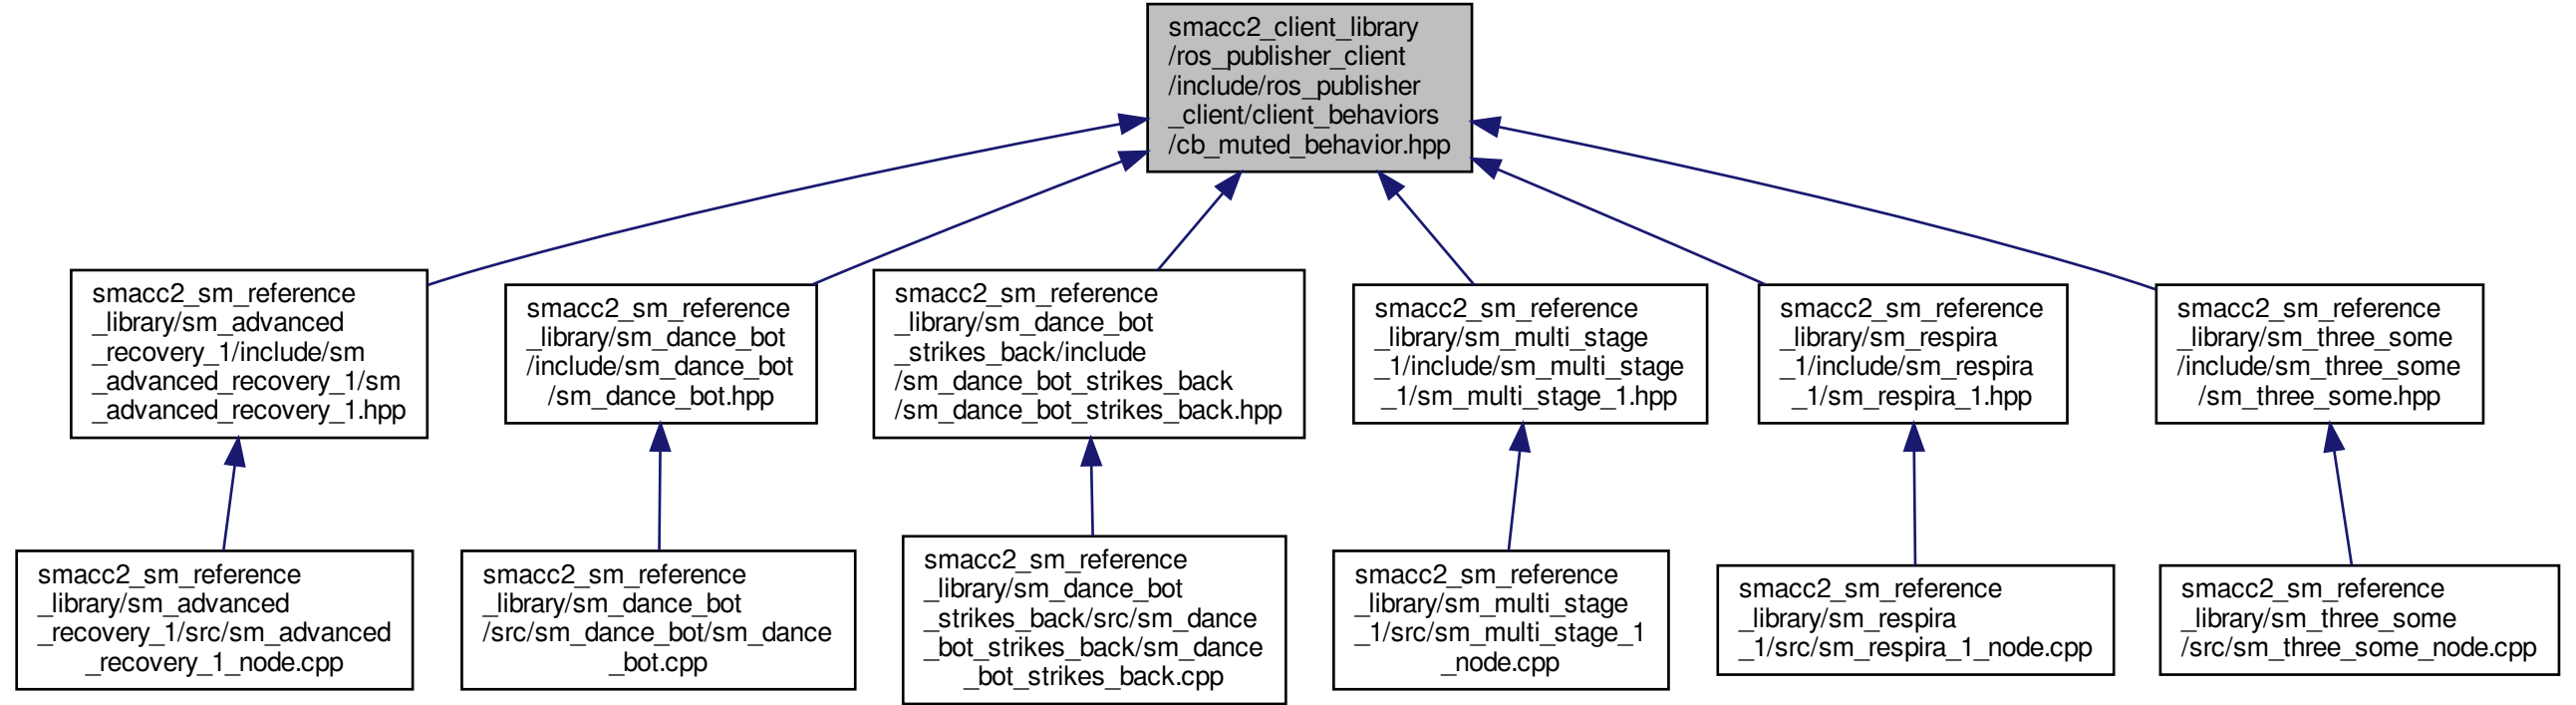 smacc2_client_library
/ros_publisher_client
/include/ros_publisher
_client/client_behaviors
/cb_muted_behavior.hpp
smacc2_sm_reference
_library/sm_advanced
_recovery_1/include/sm
_advanced_recovery_1/sm
_advanced_recovery_1.hpp
smacc2_sm_reference
_library/sm_dance_bot
/include/sm_dance_bot
/sm_dance_bot.hpp
smacc2_sm_reference
_library/sm_dance_bot
_strikes_back/include
/sm_dance_bot_strikes_back
/sm_dance_bot_strikes_back.hpp
smacc2_sm_reference
_library/sm_multi_stage
_1/include/sm_multi_stage
_1/sm_multi_stage_1.hpp
smacc2_sm_reference
_library/sm_respira
_1/include/sm_respira
_1/sm_respira_1.hpp
smacc2_sm_reference
_library/sm_three_some
/include/sm_three_some
/sm_three_some.hpp
smacc2_sm_reference
_library/sm_advanced
_recovery_1/src/sm_advanced
_recovery_1_node.cpp
smacc2_sm_reference
_library/sm_dance_bot
/src/sm_dance_bot/sm_dance
_bot.cpp
smacc2_sm_reference
_library/sm_dance_bot
_strikes_back/src/sm_dance
_bot_strikes_back/sm_dance
_bot_strikes_back.cpp
smacc2_sm_reference
_library/sm_multi_stage
_1/src/sm_multi_stage_1
_node.cpp
smacc2_sm_reference
_library/sm_respira
_1/src/sm_respira_1_node.cpp
smacc2_sm_reference
_library/sm_three_some
/src/sm_three_some_node.cpp